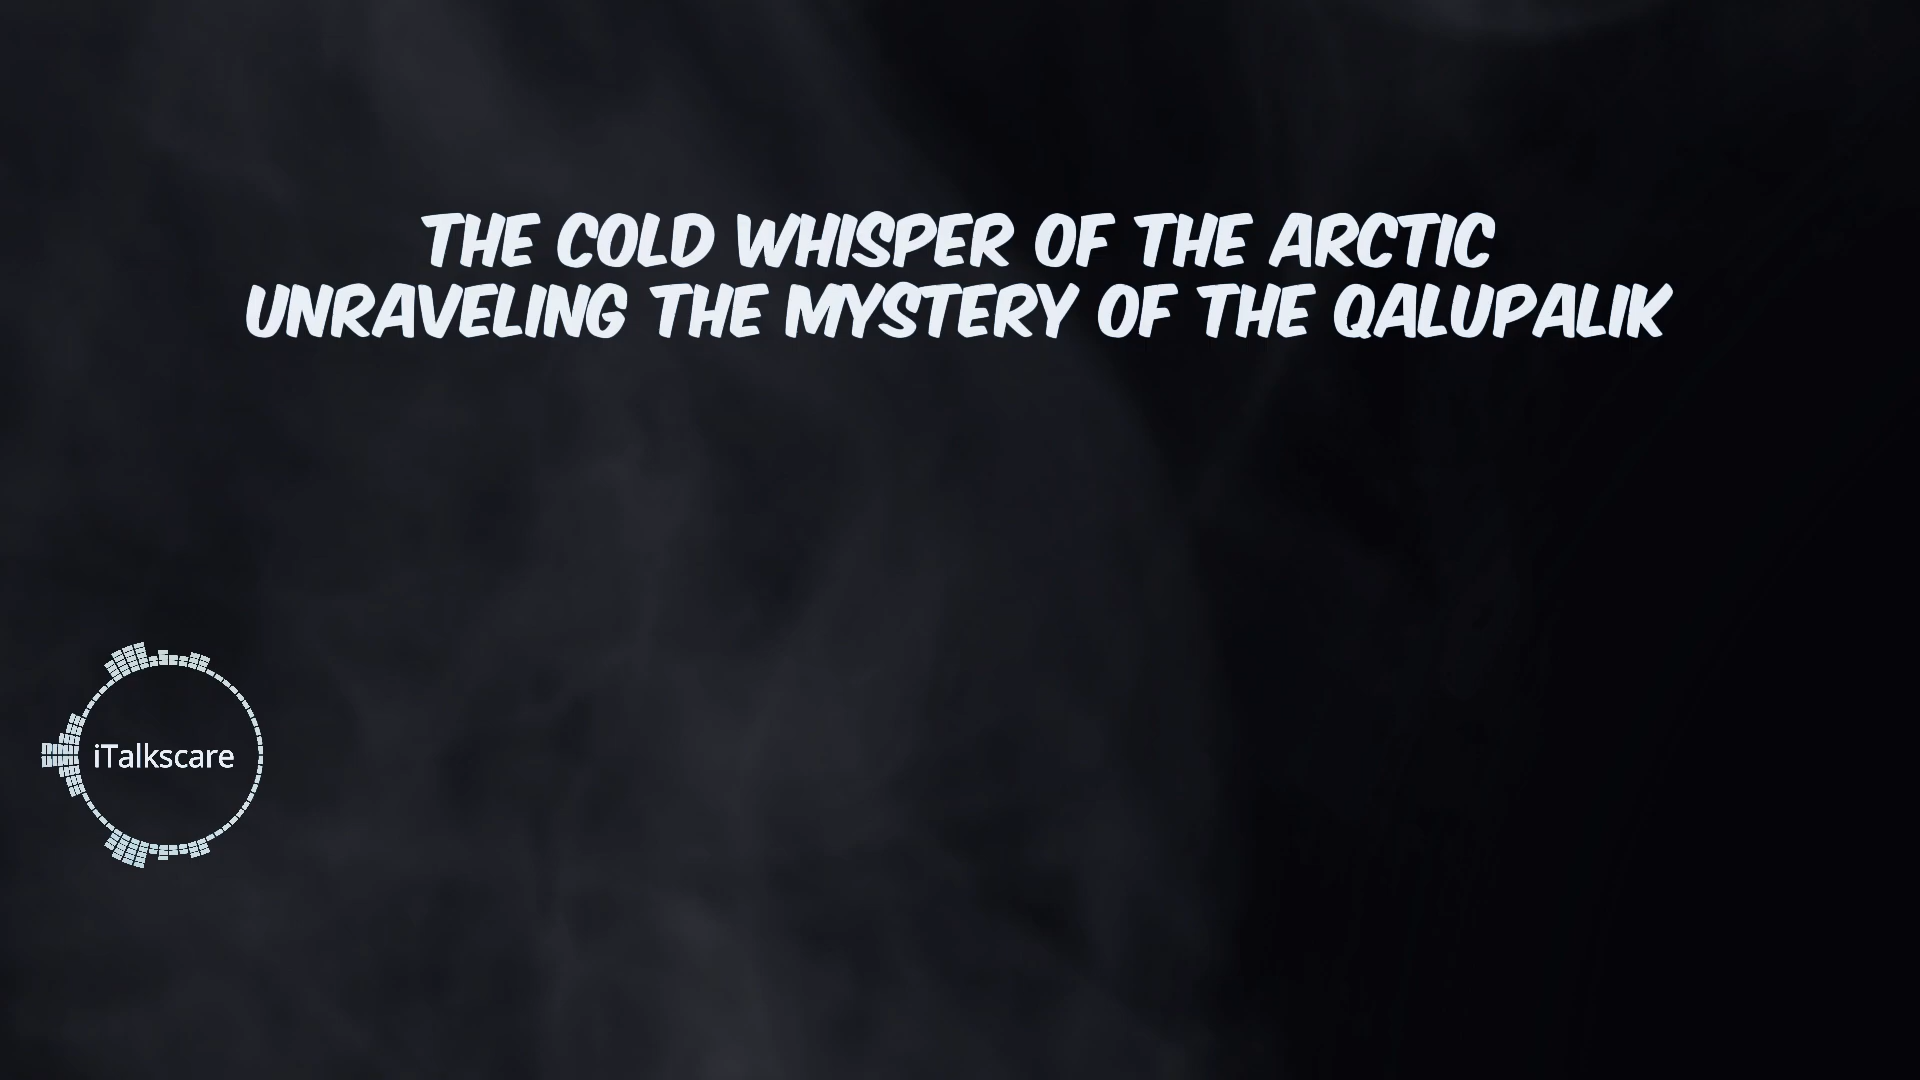 THE COLD WHISPER OF THE ARCTIC
UNRAVELING THE MYSTERY OF THE QALUPALIK
iTalkscare